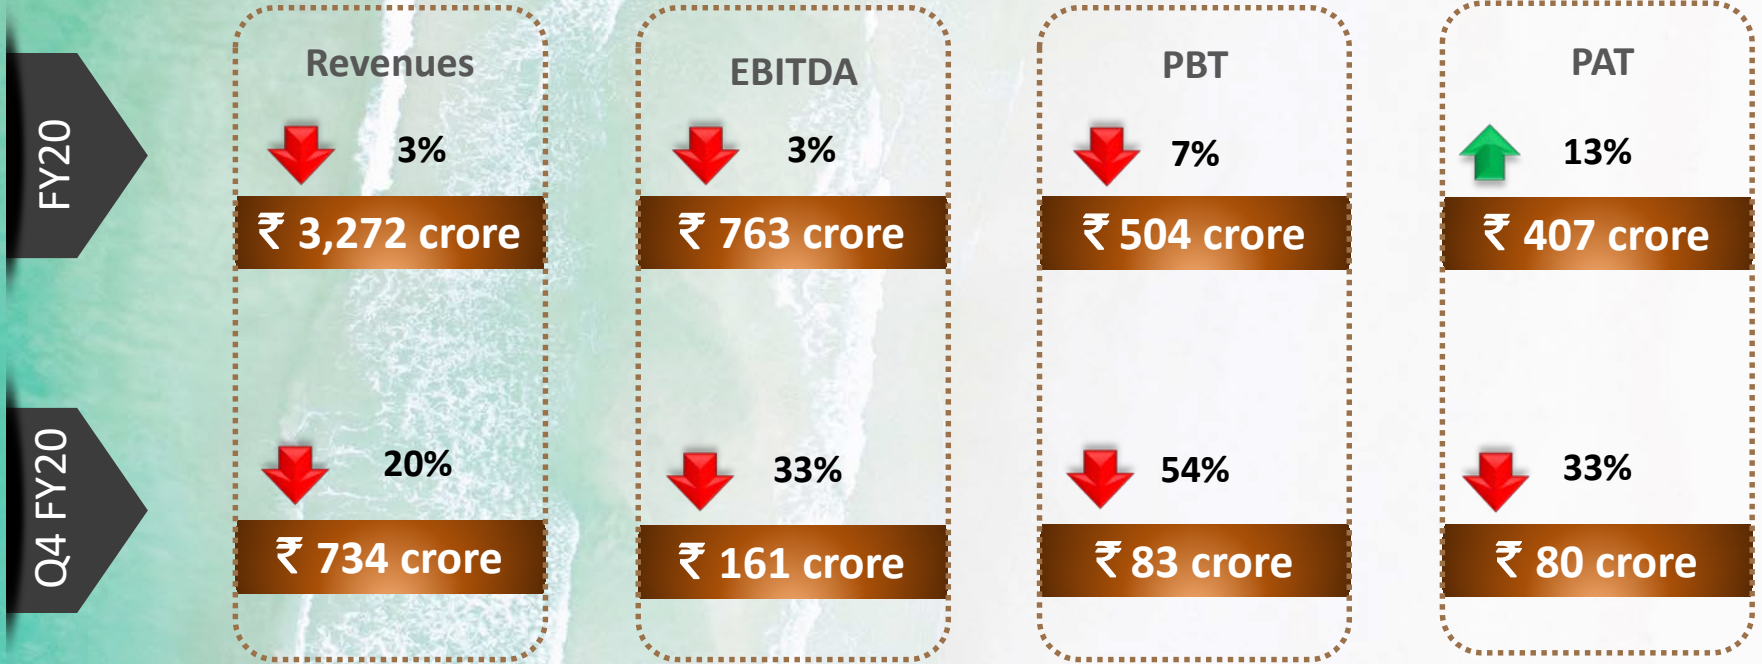 FY20
Revenues
3%
₹ 3,272 crore
EBITDA
3%
₹ 763 crore
PBT
7%
₹ 504 crore
PAT
13%
₹ 407 crore
Q4 FY20
20%
₹ 734 crore
33%
₹ 161 crore
54%
₹ 83 crore
33%
₹ 80 crore